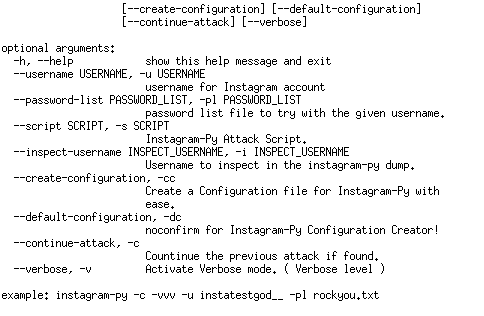 [--create-configuration] [--default-configuration]
[--continue-attack] [--verbose]
optional arguments:
-h, --help show this help message and exit
--username USERNAME, -u USERNAME
username for Instagram account
--password-list PASSWORD_LIST, -pl PASSWORD_LIST
password list file to try with the given username.
--script SCRIPT, -s SCRIPT
Instagram-Py Attack Script.
--inspect-username INSPECT_USERNAME, -i INSPECT_USERNAME
Username to inspect in the instagram-py dump.
--create-configuration, -cc
Create a Configuration file for Instagram-Py with
ease.
--default-configuration, -dc
noconfirm for Instagram-Py Configuration Creator!
--continue-attack, -c
Countinue the previous attack if found.
--verbose, -v Activate Verbose mode. ( Verbose level )
example: instagram-py -c -vvv -u instatestgod__ -pl rockyou.txt